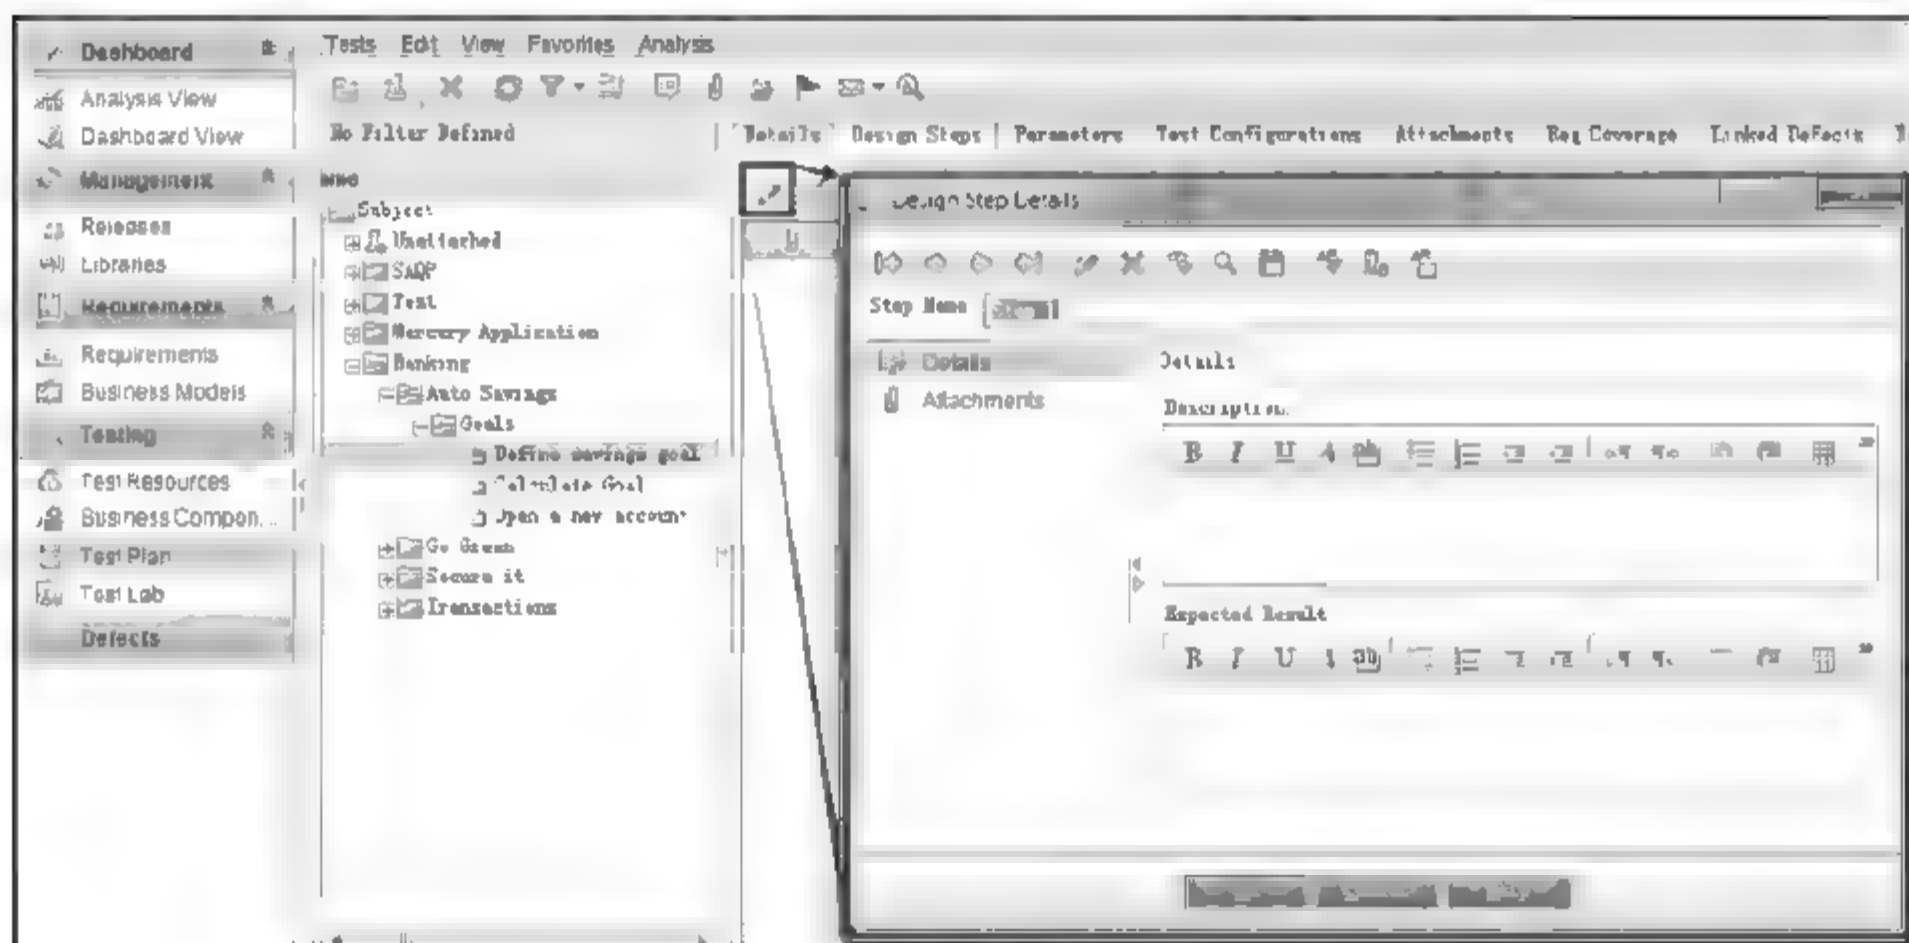 Dashboard
Analysis View
Dashboard View
Management
Releases
Libraries
Requirements
Requirements
Business Models
Testing
Test Resources
Business Compon...
Test Plan
Test Lab
Defects
Tests Edit View Favorites Analysis
No Filter Defined
Subject
Unattached
Test
Mercury Application
Banking
Auto Savings
Goals
Define savings goal
Calculate Goal
Open a new account
Go Green
Secure it
Transactions
Details Design Steps Parameters Test Configurations Attachments Req Coverage Linked Defects
Design Step Details
Step Name
Details
Attachments
Details
Description
B I U A ab
Expected Result
B I U ab